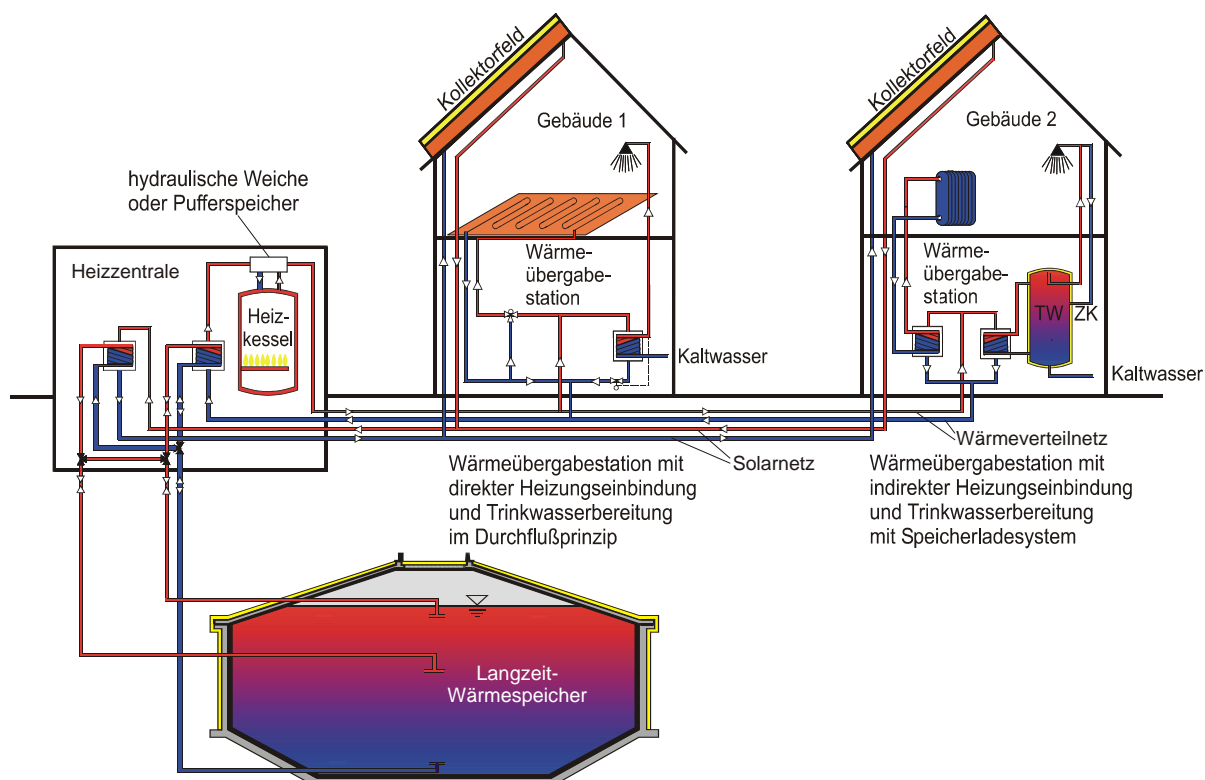 Kollektorfeld
Gebäude 1
Kollektorfeld
Gebäude 2
hydraulische Weiche
oder Pufferspeicher
Heizzentrale
Heiz-
kessel
Wärme-
übergabe-
station
Kaltwasser
Wärme-
übergabe-
station
TW
ZK
Kaltwasser
Wärmeverteilnetz
Solarnetz
Wärmeübergabestation mit
direkter Heizungseinbindung
und Trinkwasserbereitung
im Durchflußprinzip
Wärmeübergabestation mit
indirekter Heizungseinbindung
und Trinkwasserbereitung
mit Speicherladesystem
Langzeit-
Wärmespeicher